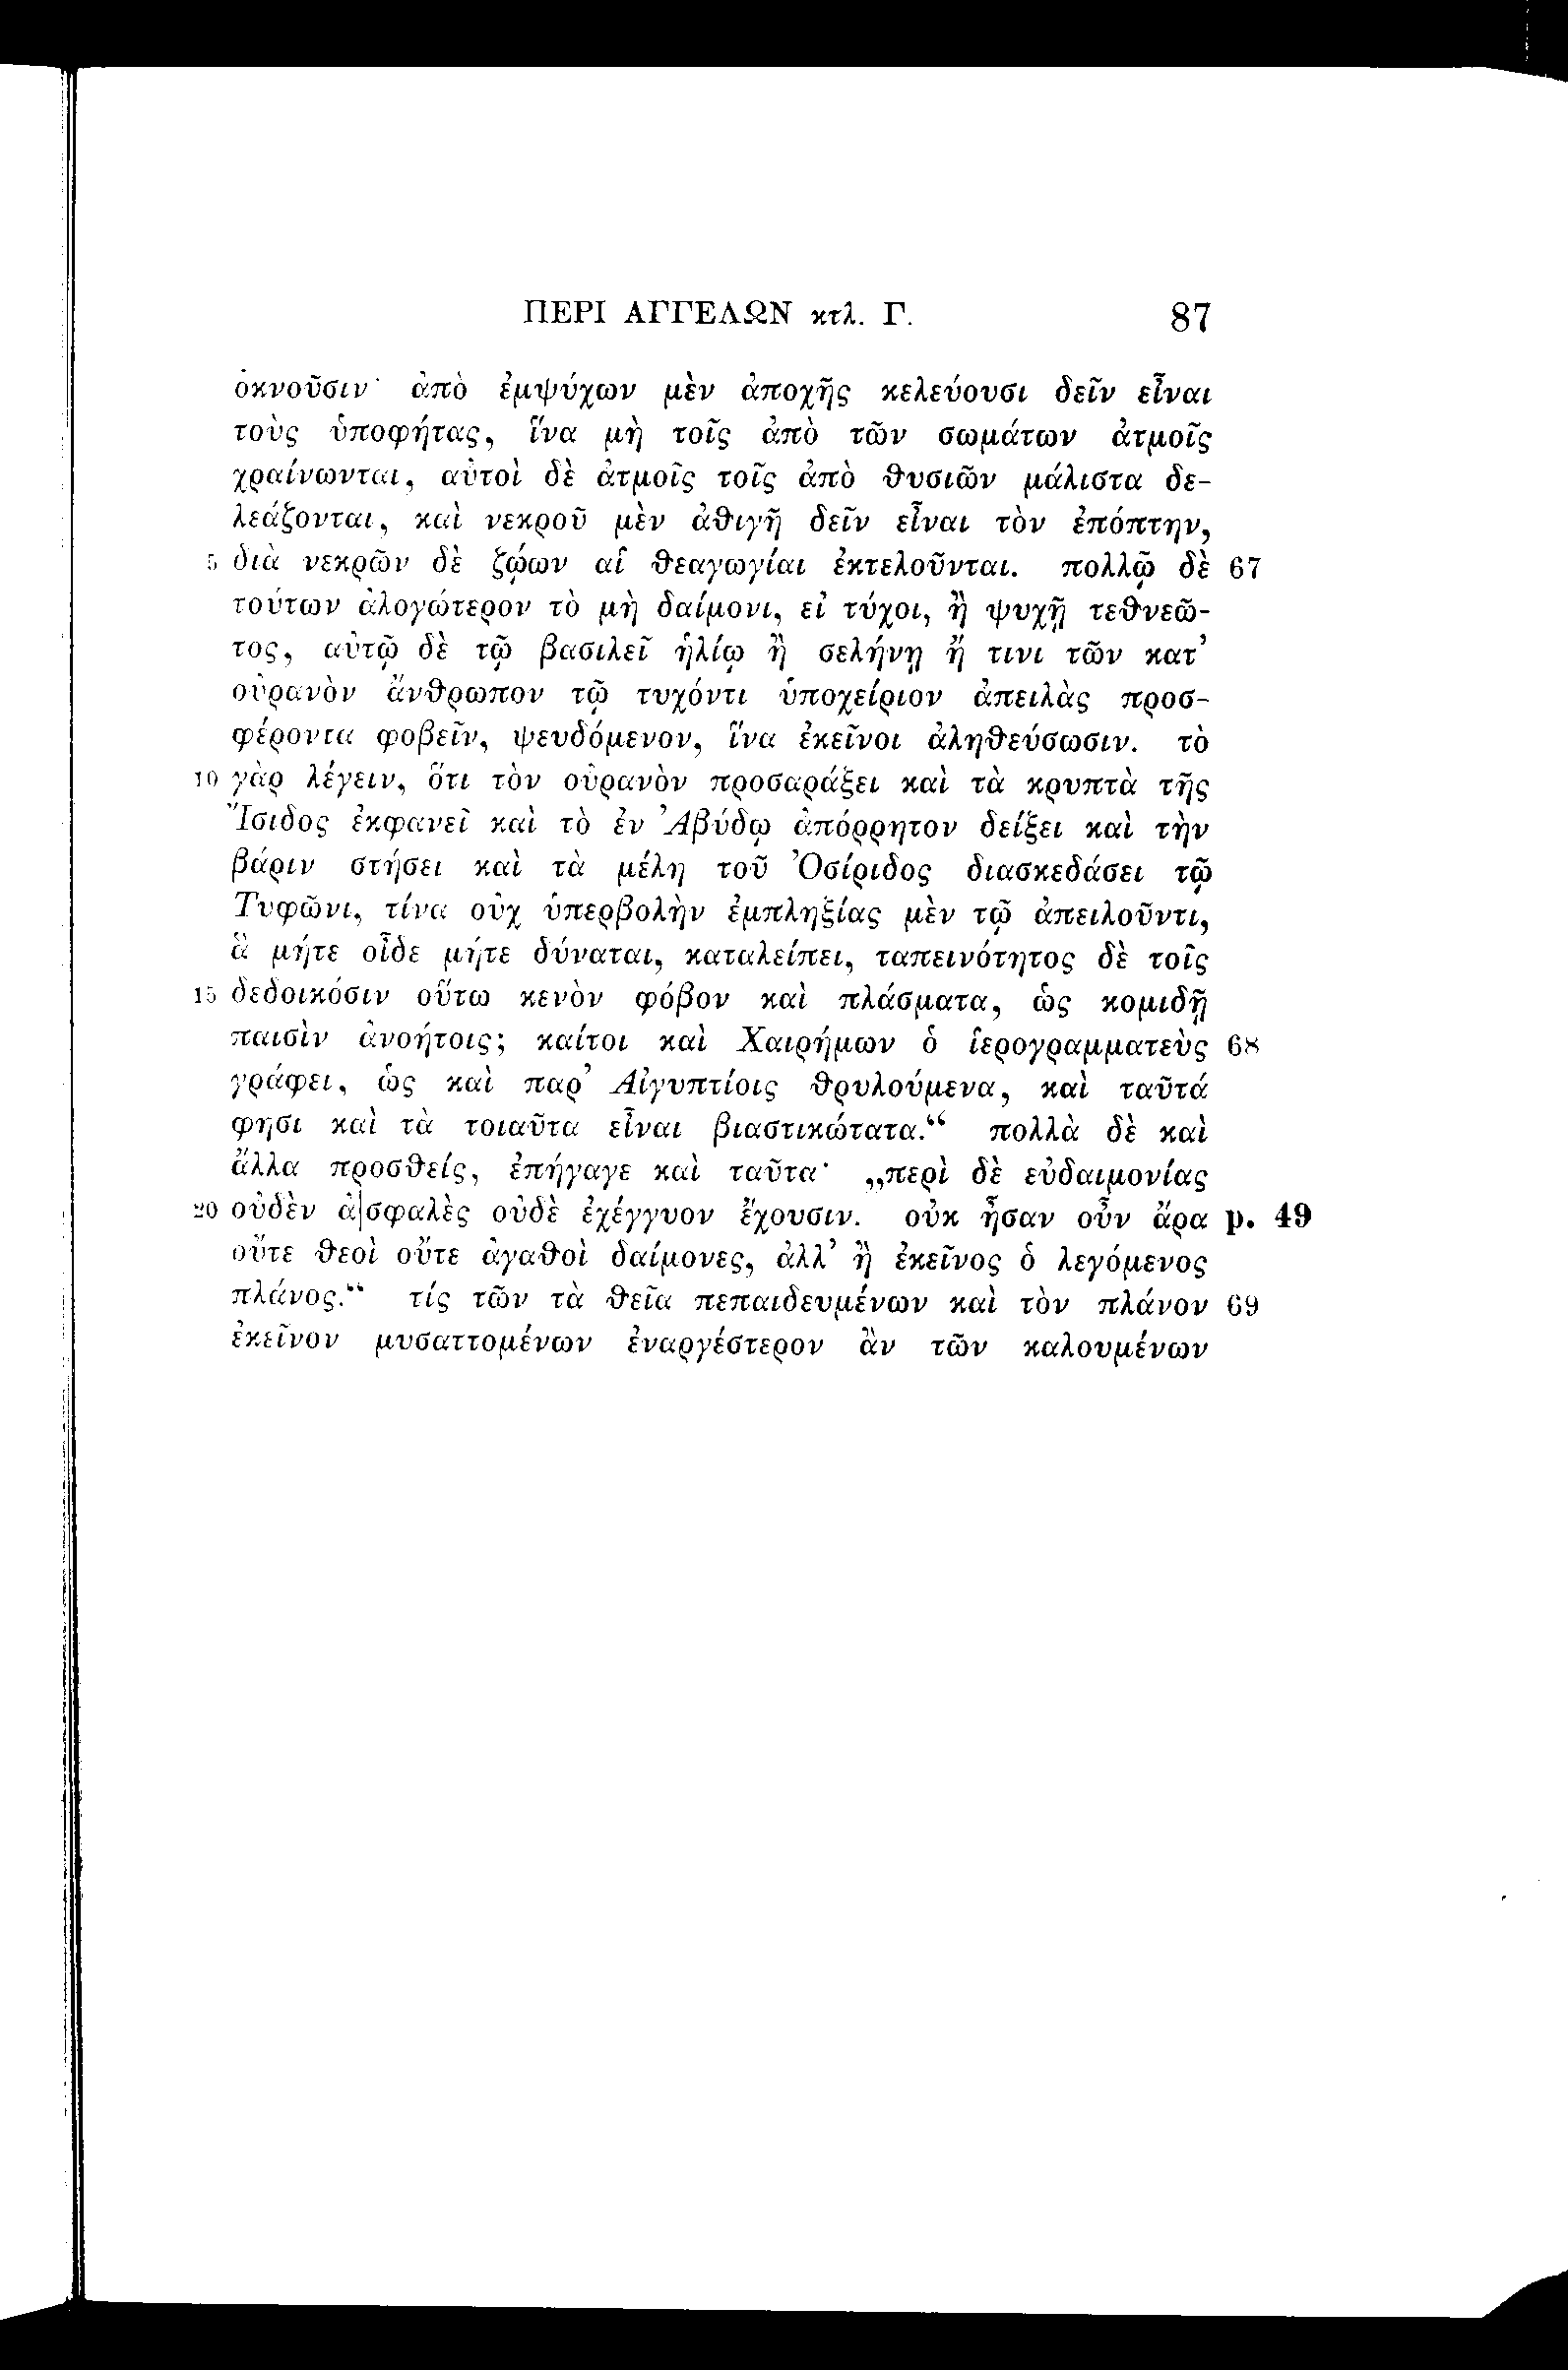 ΠΕΡΙ ΑΓΓΕΛΩΝ κτλ. Γ. 87
ὀκνοῦσιν· ἀπὸ ἐμψύχων μὲν ἀποχῆς κελεύουσι δεῖν εἶναι
τοὺς ὑποφήτας, ἵνα μὴ τοῖς ἀπὸ τῶν σωμάτων ἀτμοῖς
χραίνωνται, αὐτοὶ δὲ ἀτμοῖς τοῖς ἀπὸ θυσιῶν μάλιστα δε-
λεάζονται, καὶ νεκροῦ μὲν ἀθιγῆ δεῖν εἶναι τὸν ἐπόπτην,
5 διὰ νεκρῶν δὲ ζῴων αἱ θεαγωγίαι ἐκτελοῦνται. πολλῷ δὲ 67
τούτων ἀλογώτερον τὸ μὴ δαίμονι, εἰ τύχοι, ἢ ψυχῇ τεθνεῶ-
τος, αὐτῷ δὲ τῷ βασιλεῖ ἡλίῳ ἢ σελήνῃ ἤ τινι τῶν κατ’
οὐρανὸν ἄνθρωπον τῷ τυχόντι ὑποχείριον ἀπειλὰς προσ-
φέροντα φοβεῖν, ψευδόμενον, ἵνα ἐκεῖνοι ἀληθεύσωσιν. τὸ
10 γὰρ λέγειν, ὅτι τὸν οὐρανὸν προσαράξει καὶ τὰ κρυπτὰ τῆς
Ἴσιδος ἐκφανεῖ καὶ τὸ ἐν Ἀβύδῳ ἀπόρρητον δείξει καὶ τὴν
βάριν στήσει καὶ τὰ μέλη τοῦ Ὀσίριδος διασκεδάσει τῷ
Τυφῶνι, τίνα οὐχ ὑπερβολὴν ἐμπληξίας μὲν τῷ ἀπειλοῦντι,
ἃ μήτε οἶδε μήτε δύναται, καταλείπει, ταπεινότητος δὲ τοῖς
15 δεδοικόσιν οὕτω κενὸν φόβον καὶ πλάσματα, ὡς κομιδῇ
παισὶν ἀνοήτοις; καίτοι καὶ Χαιρήμων ὁ ἱερογραμματεὺς 68
γράφει, ὡς καὶ παρ’ Αἰγυπτίοις θρυλούμενα, καὶ ταῦτά
φησι καὶ τὰ τοιαῦτα εἶναι βιαστικώτατα.“ πολλὰ δὲ καὶ
ἄλλα προσθείς, ἐπήγαγε καὶ ταῦτα· „περὶ δὲ εὐδαιμονίας
20 οὐδὲν ἀ|σφαλὲς οὐδὲ ἐχέγγυον ἔχουσιν. οὐκ ἦσαν οὖν ἄρα p. 49
οὔτε θεοὶ οὔτε ἀγαθοὶ δαίμονες, ἀλλ’ ἢ ἐκεῖνος ὁ λεγόμενος
πλάνος.“ τίς τῶν τὰ θεῖα πεπαιδευμένων καὶ τὸν πλάνον 69
ἐκεῖνον μυσαττομένων ἐναργέστερον ἂν τῶν καλουμένων